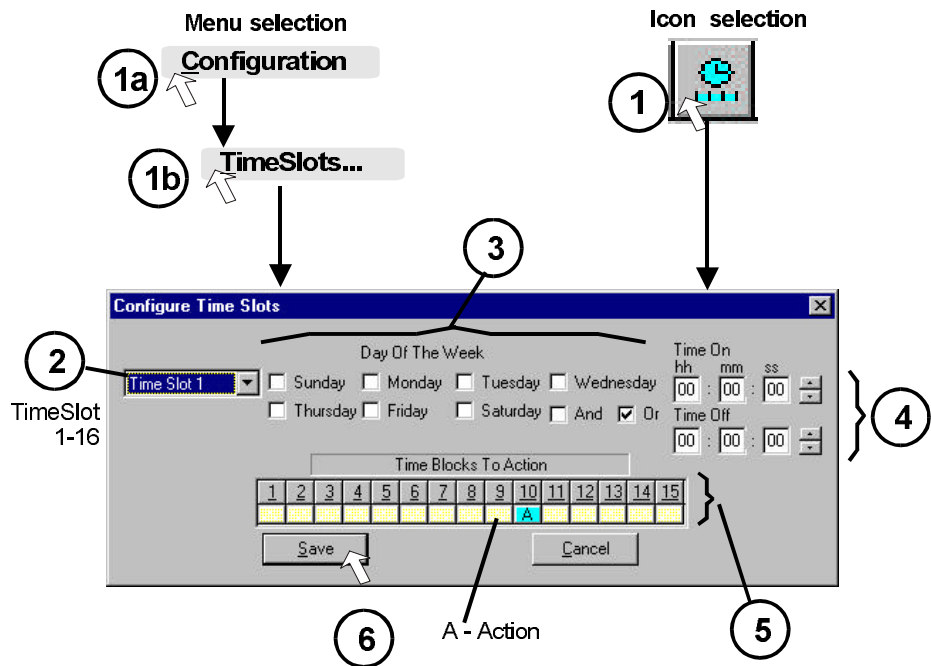 Menu selection
Icon selection
1a
Configuration
1
1b
TimeSlots...
3
Configure Time Slots
2
Time Slot 1
TimeSlot
1-16
Day Of The Week
Sunday Monday Tuesday Wednesday
Thursday Friday Saturday And Or
Time On
hh mm ss
00 : 00 : 00
Time Off
00 : 00 : 00
4
Time Blocks To Action
1 2 3 4 5 6 7 8 9 10 11 12 13 14 15
A
Save
Cancel
6
A - Action
5